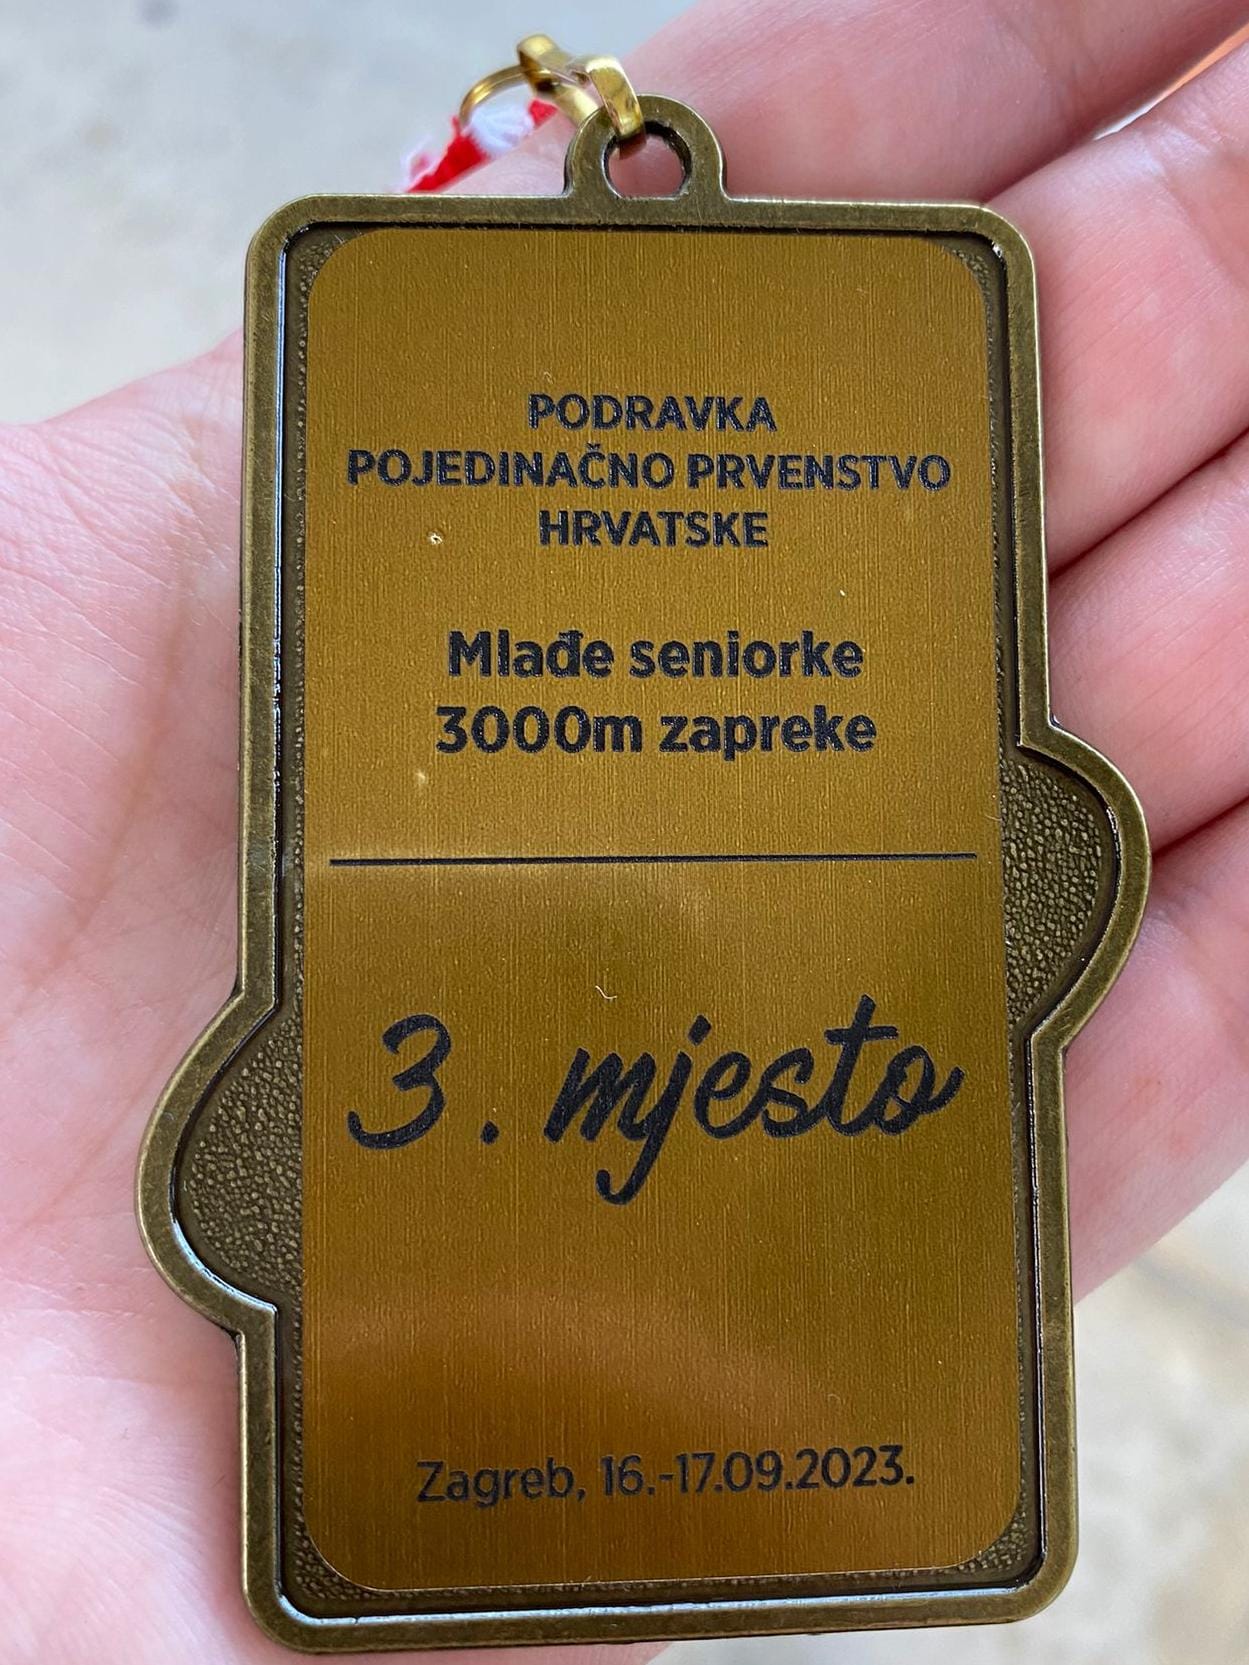 PODRAVKA
POJEDINAČNO PRVENSTVO
HRVATSKE
Mlađe seniorke
3000m zapreke
3. mjesto
Zagreb, 16.-17.09.2023.